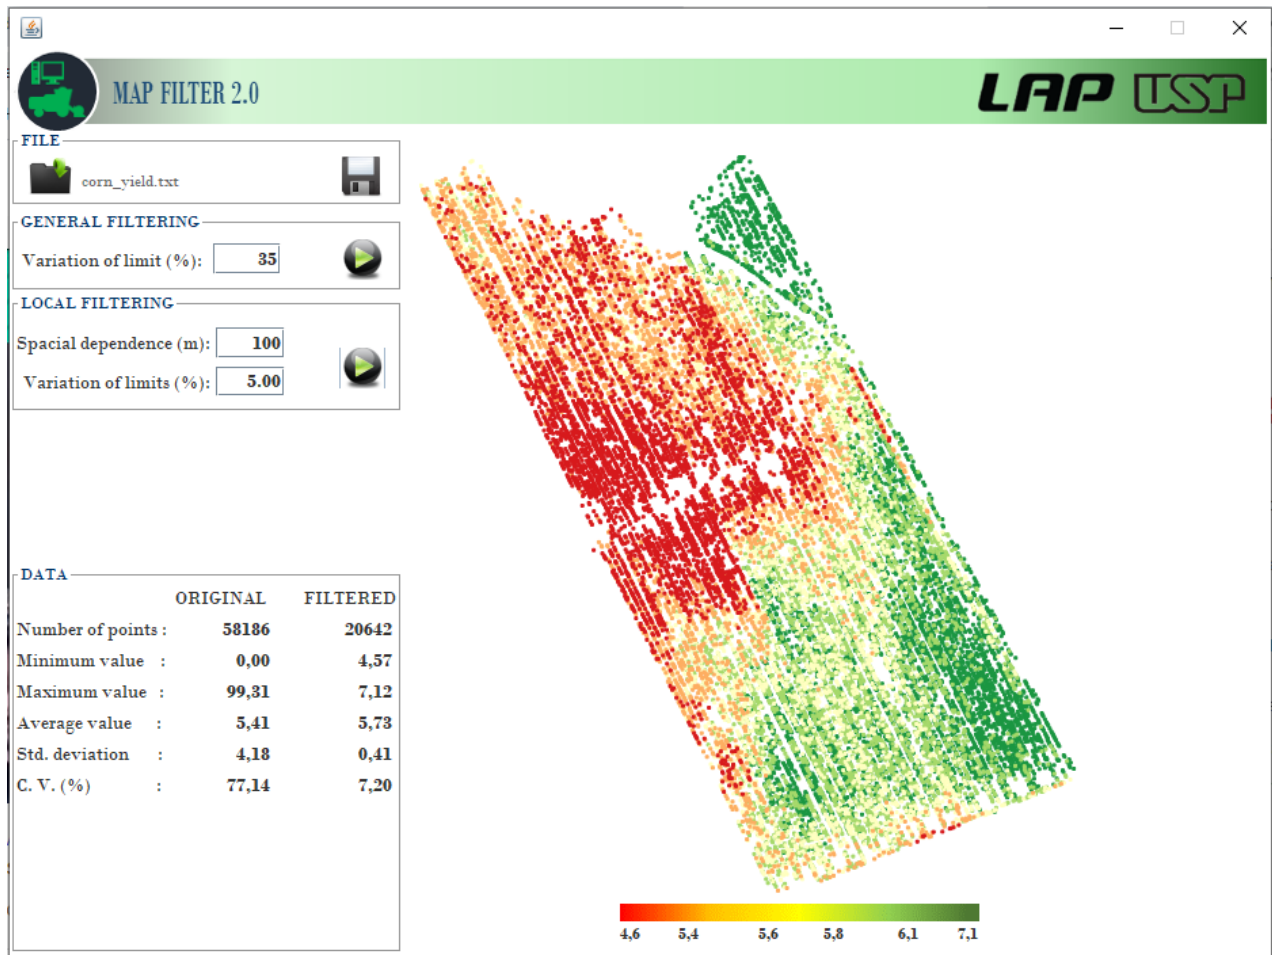 MAP FILTER 2.0
LAP USP
FILE
corn_yield.txt
GENERAL FILTERING
Variation of limit (%): 35
LOCAL FILTERING
Spacial dependence (m): 100
Variation of limits (%): 5.00
DATA
ORIGINAL FILTERED
Number of points : 58186 20642
Minimum value : 0,00 4,57
Maximum value : 99,31 7,12
Average value : 5,41 5,73
Std. deviation : 4,18 0,41
C. V. (%) : 77,14 7,20
4,6 5,4 5,6 5,8 6,1 7,1